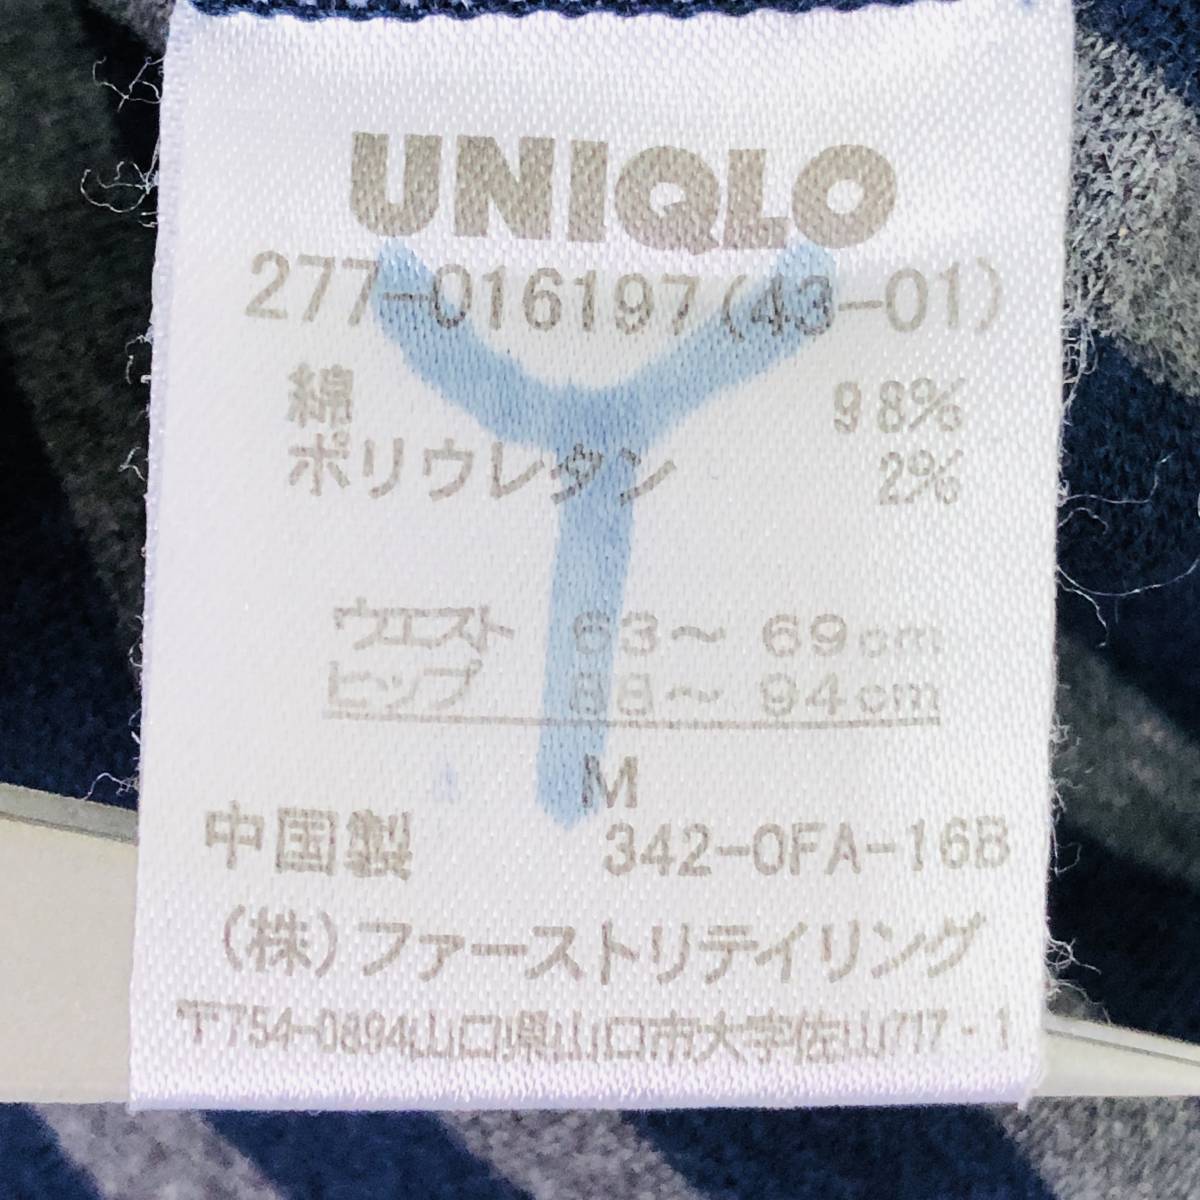 UNIQLO
277-016197(43-01)
綿 98%
ポリウレタン 2%
ウエスト 63～ 69cm
ヒップ 88～ 94cm
M
中国製 342-0FA-16B
(株)ファーストリテイリング
〒754-0894山口県山口市大字佐山717-1